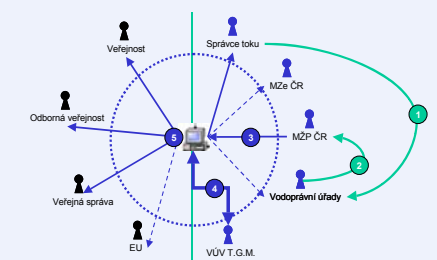 Veřejnost
Správce toku
MZe ČR
Odborná veřejnost
1
5
3
MŽP ČR
2
4
Veřejná správa
Vodoprávní úřady
EU
VÚV T.G.M.